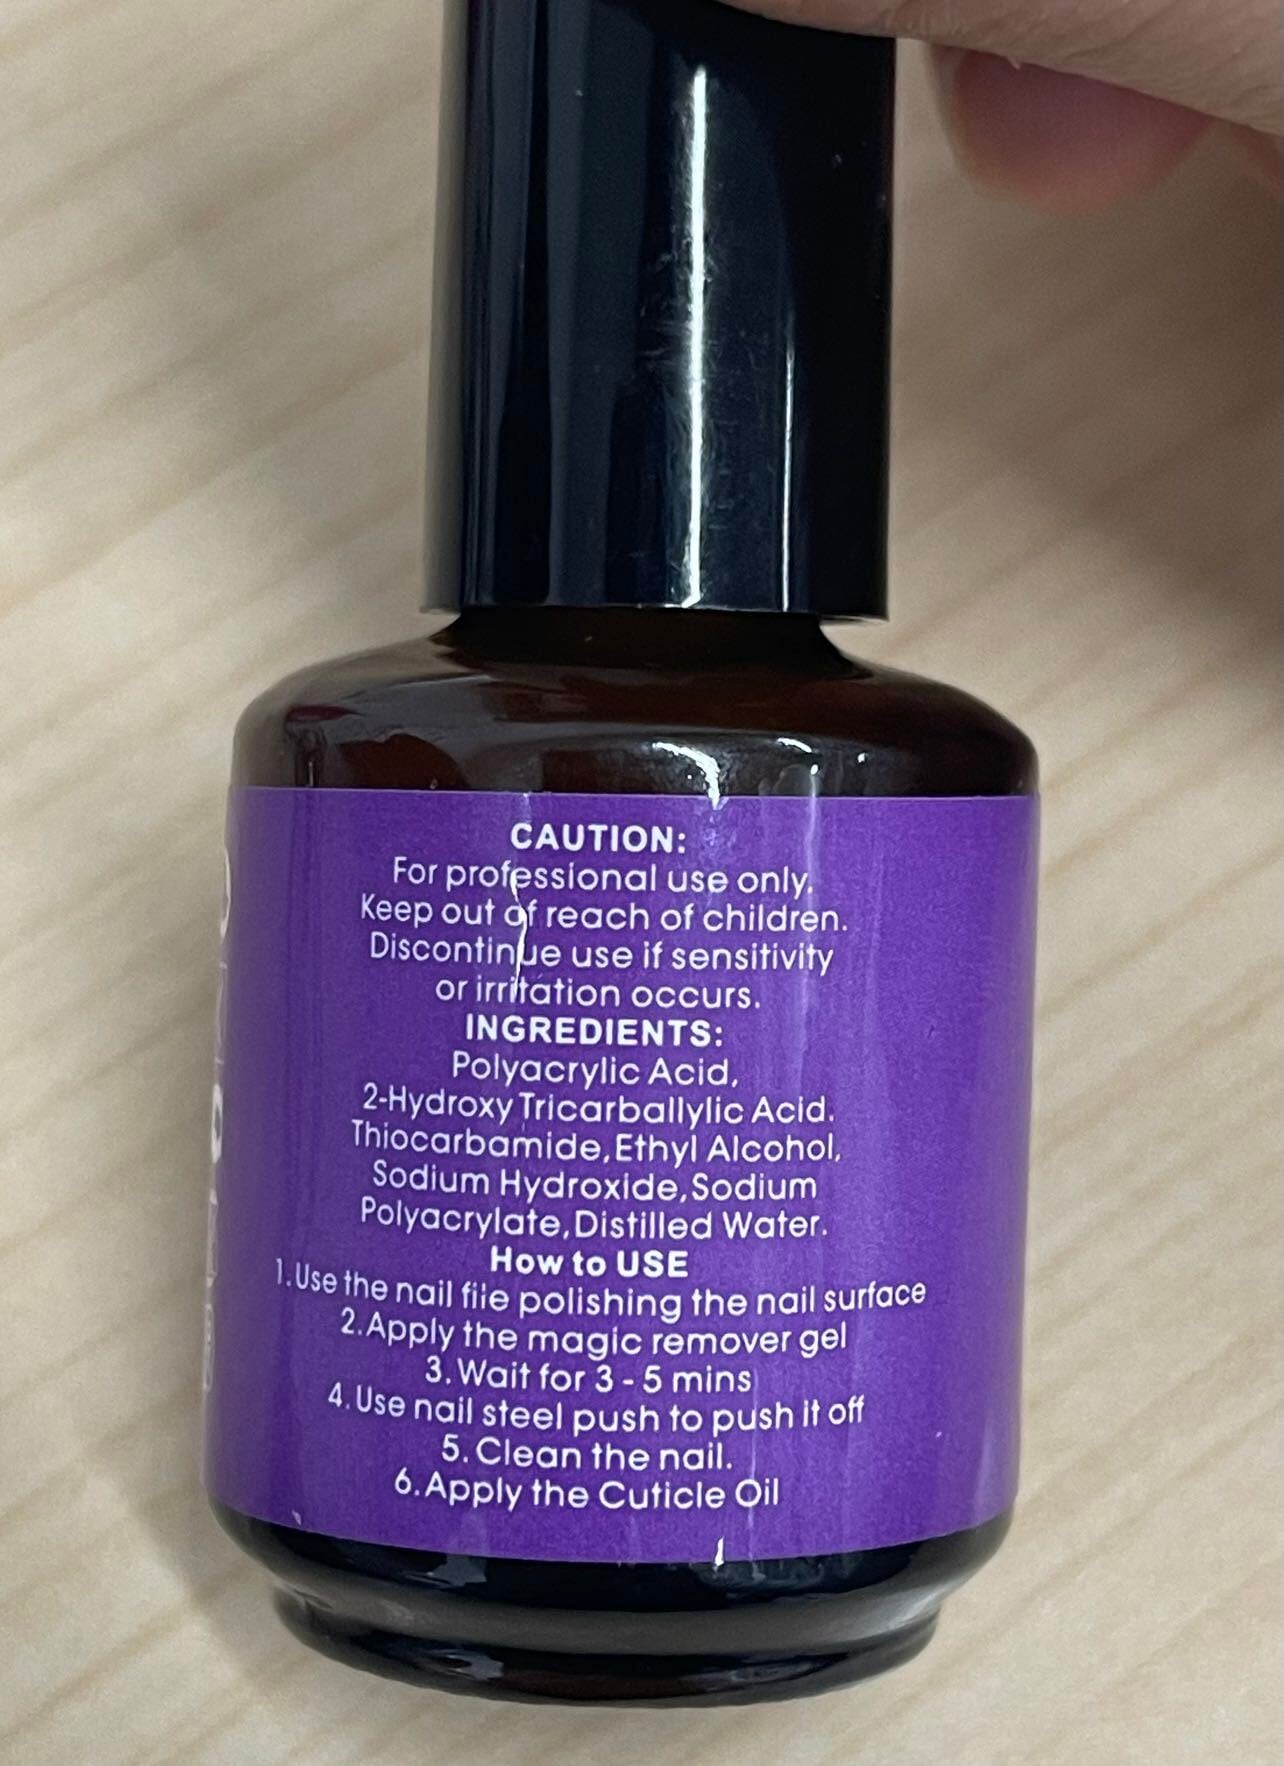 CAUTION:
For professional use only.
Keep out of reach of children.
Discontinue use if sensitivity
or irritation occurs.
INGREDIENTS:
Polyacrylic Acid,
2-Hydroxy Tricarballylic Acid.
Thiocarbamide,Ethyl Alcohol,
Sodium Hydroxide,Sodium
Polyacrylate,Distilled Water.
How to USE
1.Use the nail file polishing the nail surface
2.Apply the magic remover gel
3.Wait for 3 - 5 mins
4.Use nail steel push to push it off
5.Clean the nail.
6.Apply the Cuticle Oil